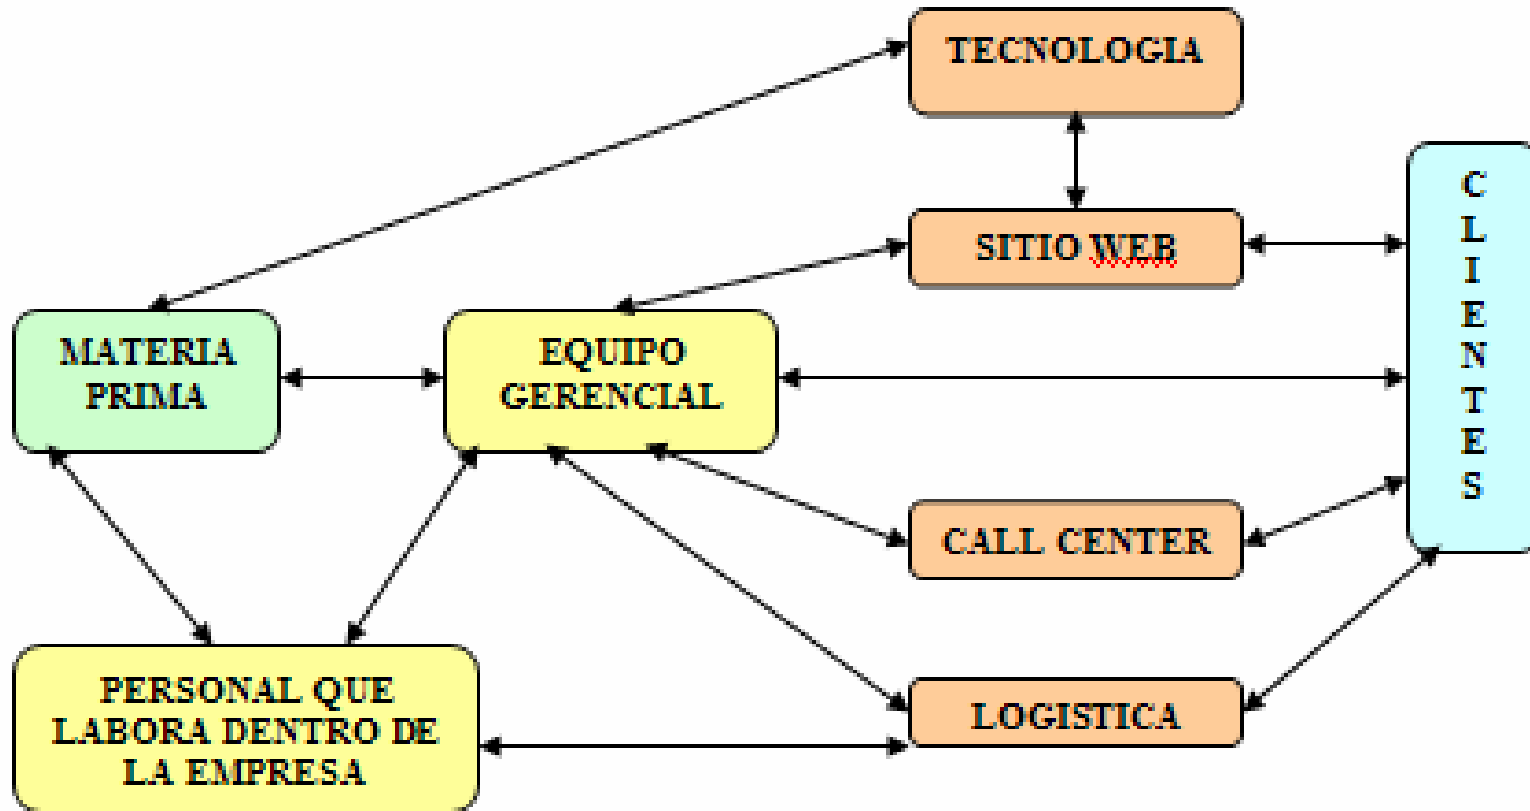 TECNOLOGIA
SITIO WEB
C
L
I
E
N
T
E
S
MATERIA
PRIMA
EQUIPO
GERENCIAL
CALL CENTER
PERSONAL QUE
LABORA DENTRO DE
LA EMPRESA
LOGISTICA